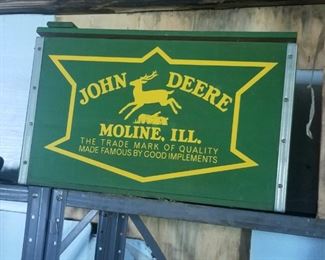 JOHN DEERE
MOLINE, ILL.
THE TRADE MARK OF QUALITY
MADE FAMOUS BY GOOD IMPLEMENTS